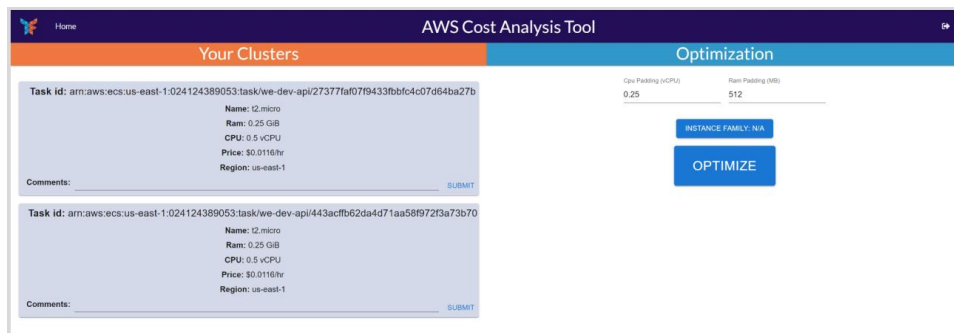 Home
AWS Cost Analysis Tool
Your Clusters
Optimization
Task id: arn:aws:ecs:us-east-1:024124389053:task/we-dev-api/27377faf07f9433fbbfc4c07d64ba27b
Name: t2.micro
Ram: 0.25 GiB
CPU: 0.5 vCPU
Price: $0.0116/hr
Region: us-east-1
Comments:
SUBMIT
Task id: arn:aws:ecs:us-east-1:024124389053:task/we-dev-api/443acffb62da4d71aa58f972f3a73b70
Name: t2.micro
Ram: 0.25 GiB
CPU: 0.5 vCPU
Price: $0.0116/hr
Region: us-east-1
Comments:
SUBMIT
Cpu Padding (vCPU)
Ram Padding (MB)
0.25
512
INSTANCE FAMILY: N/A
OPTIMIZE